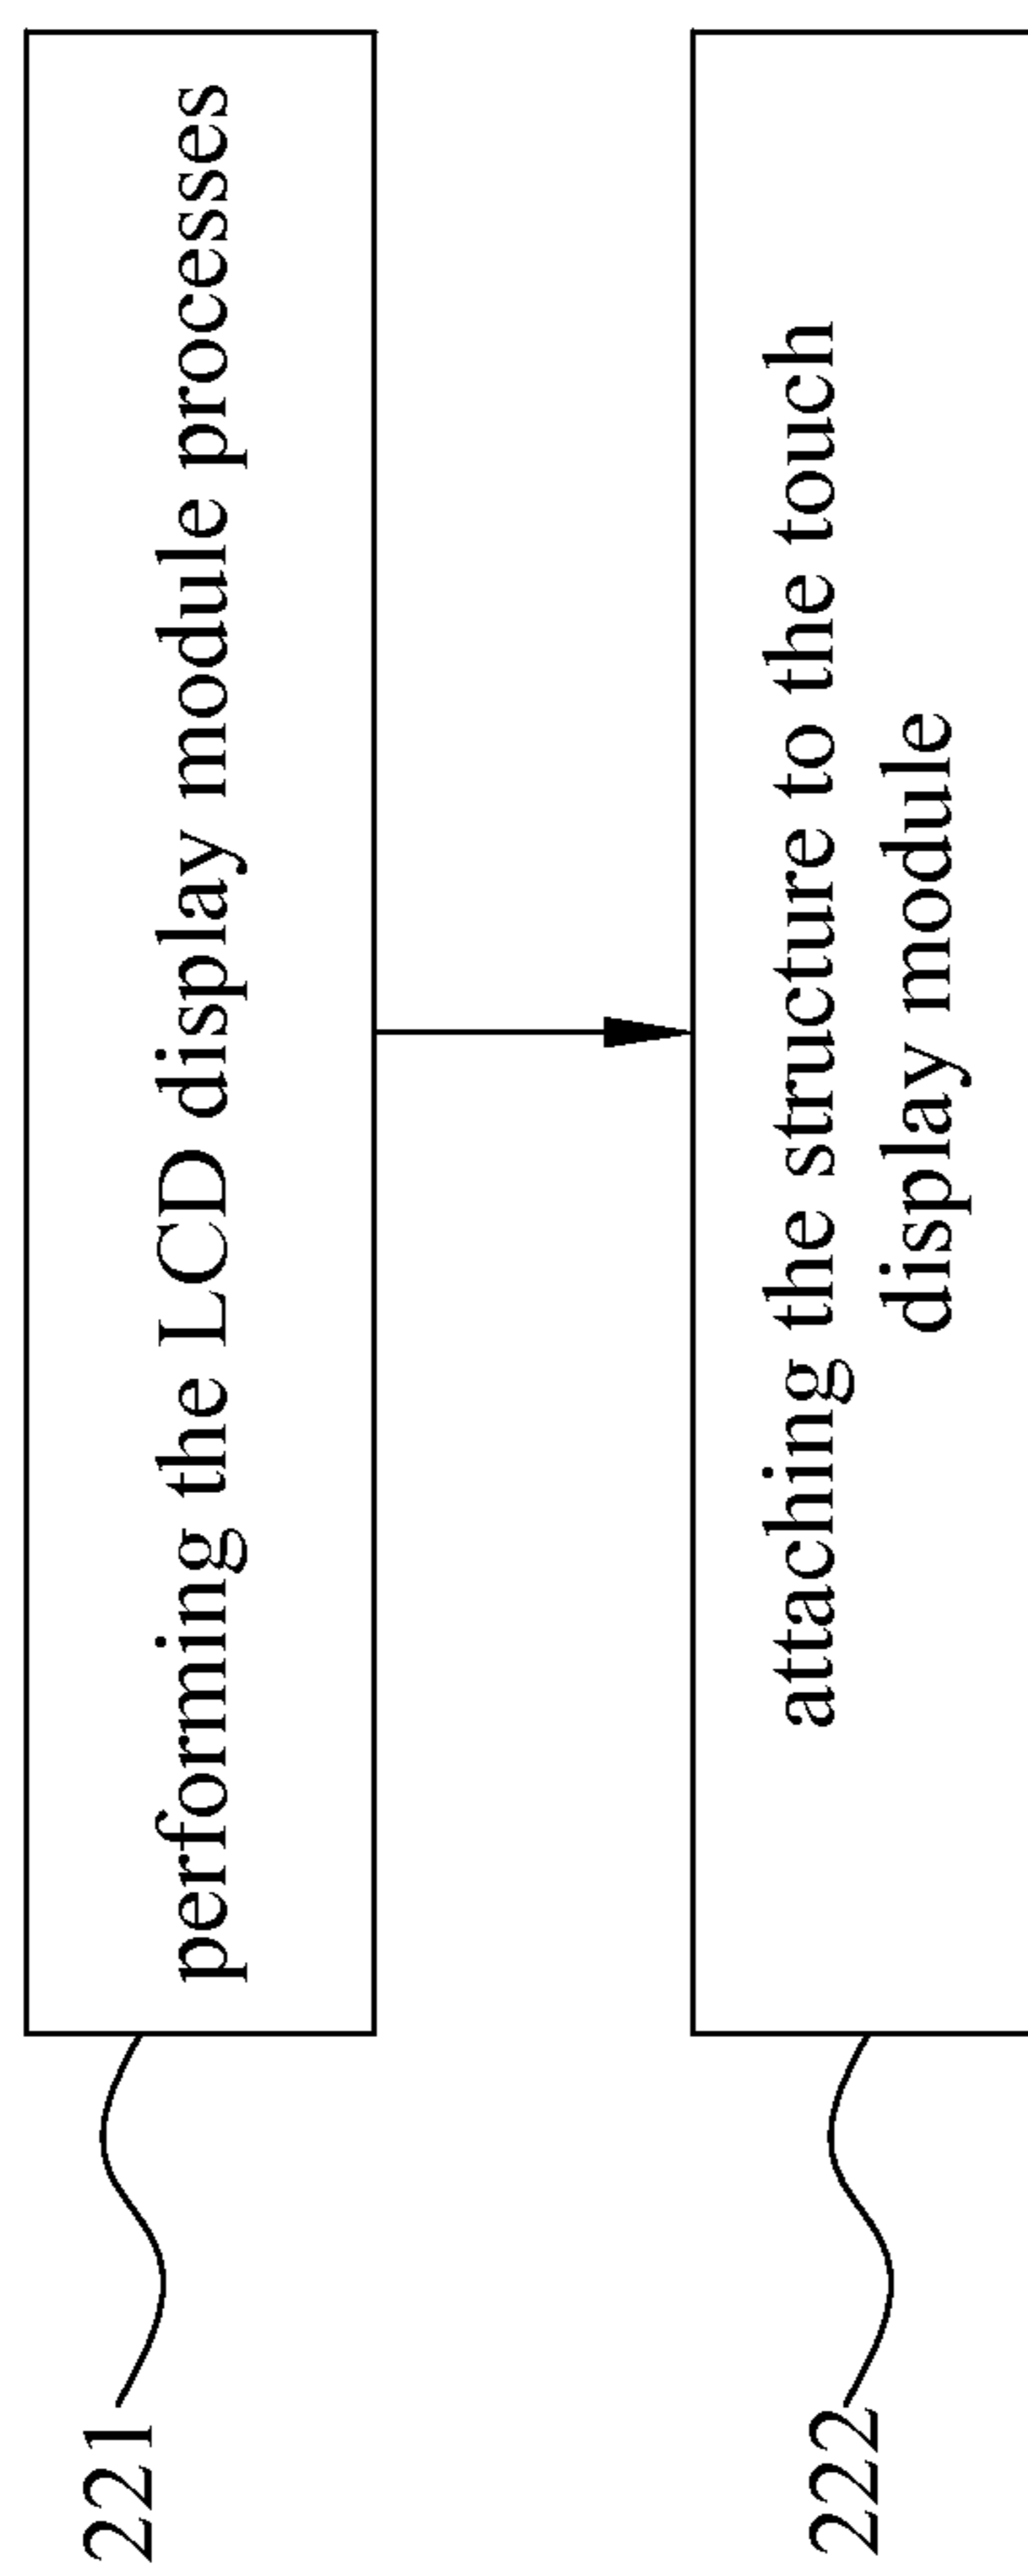 performing the LCD display module processes
221
attaching the structure to the touch
display module
222